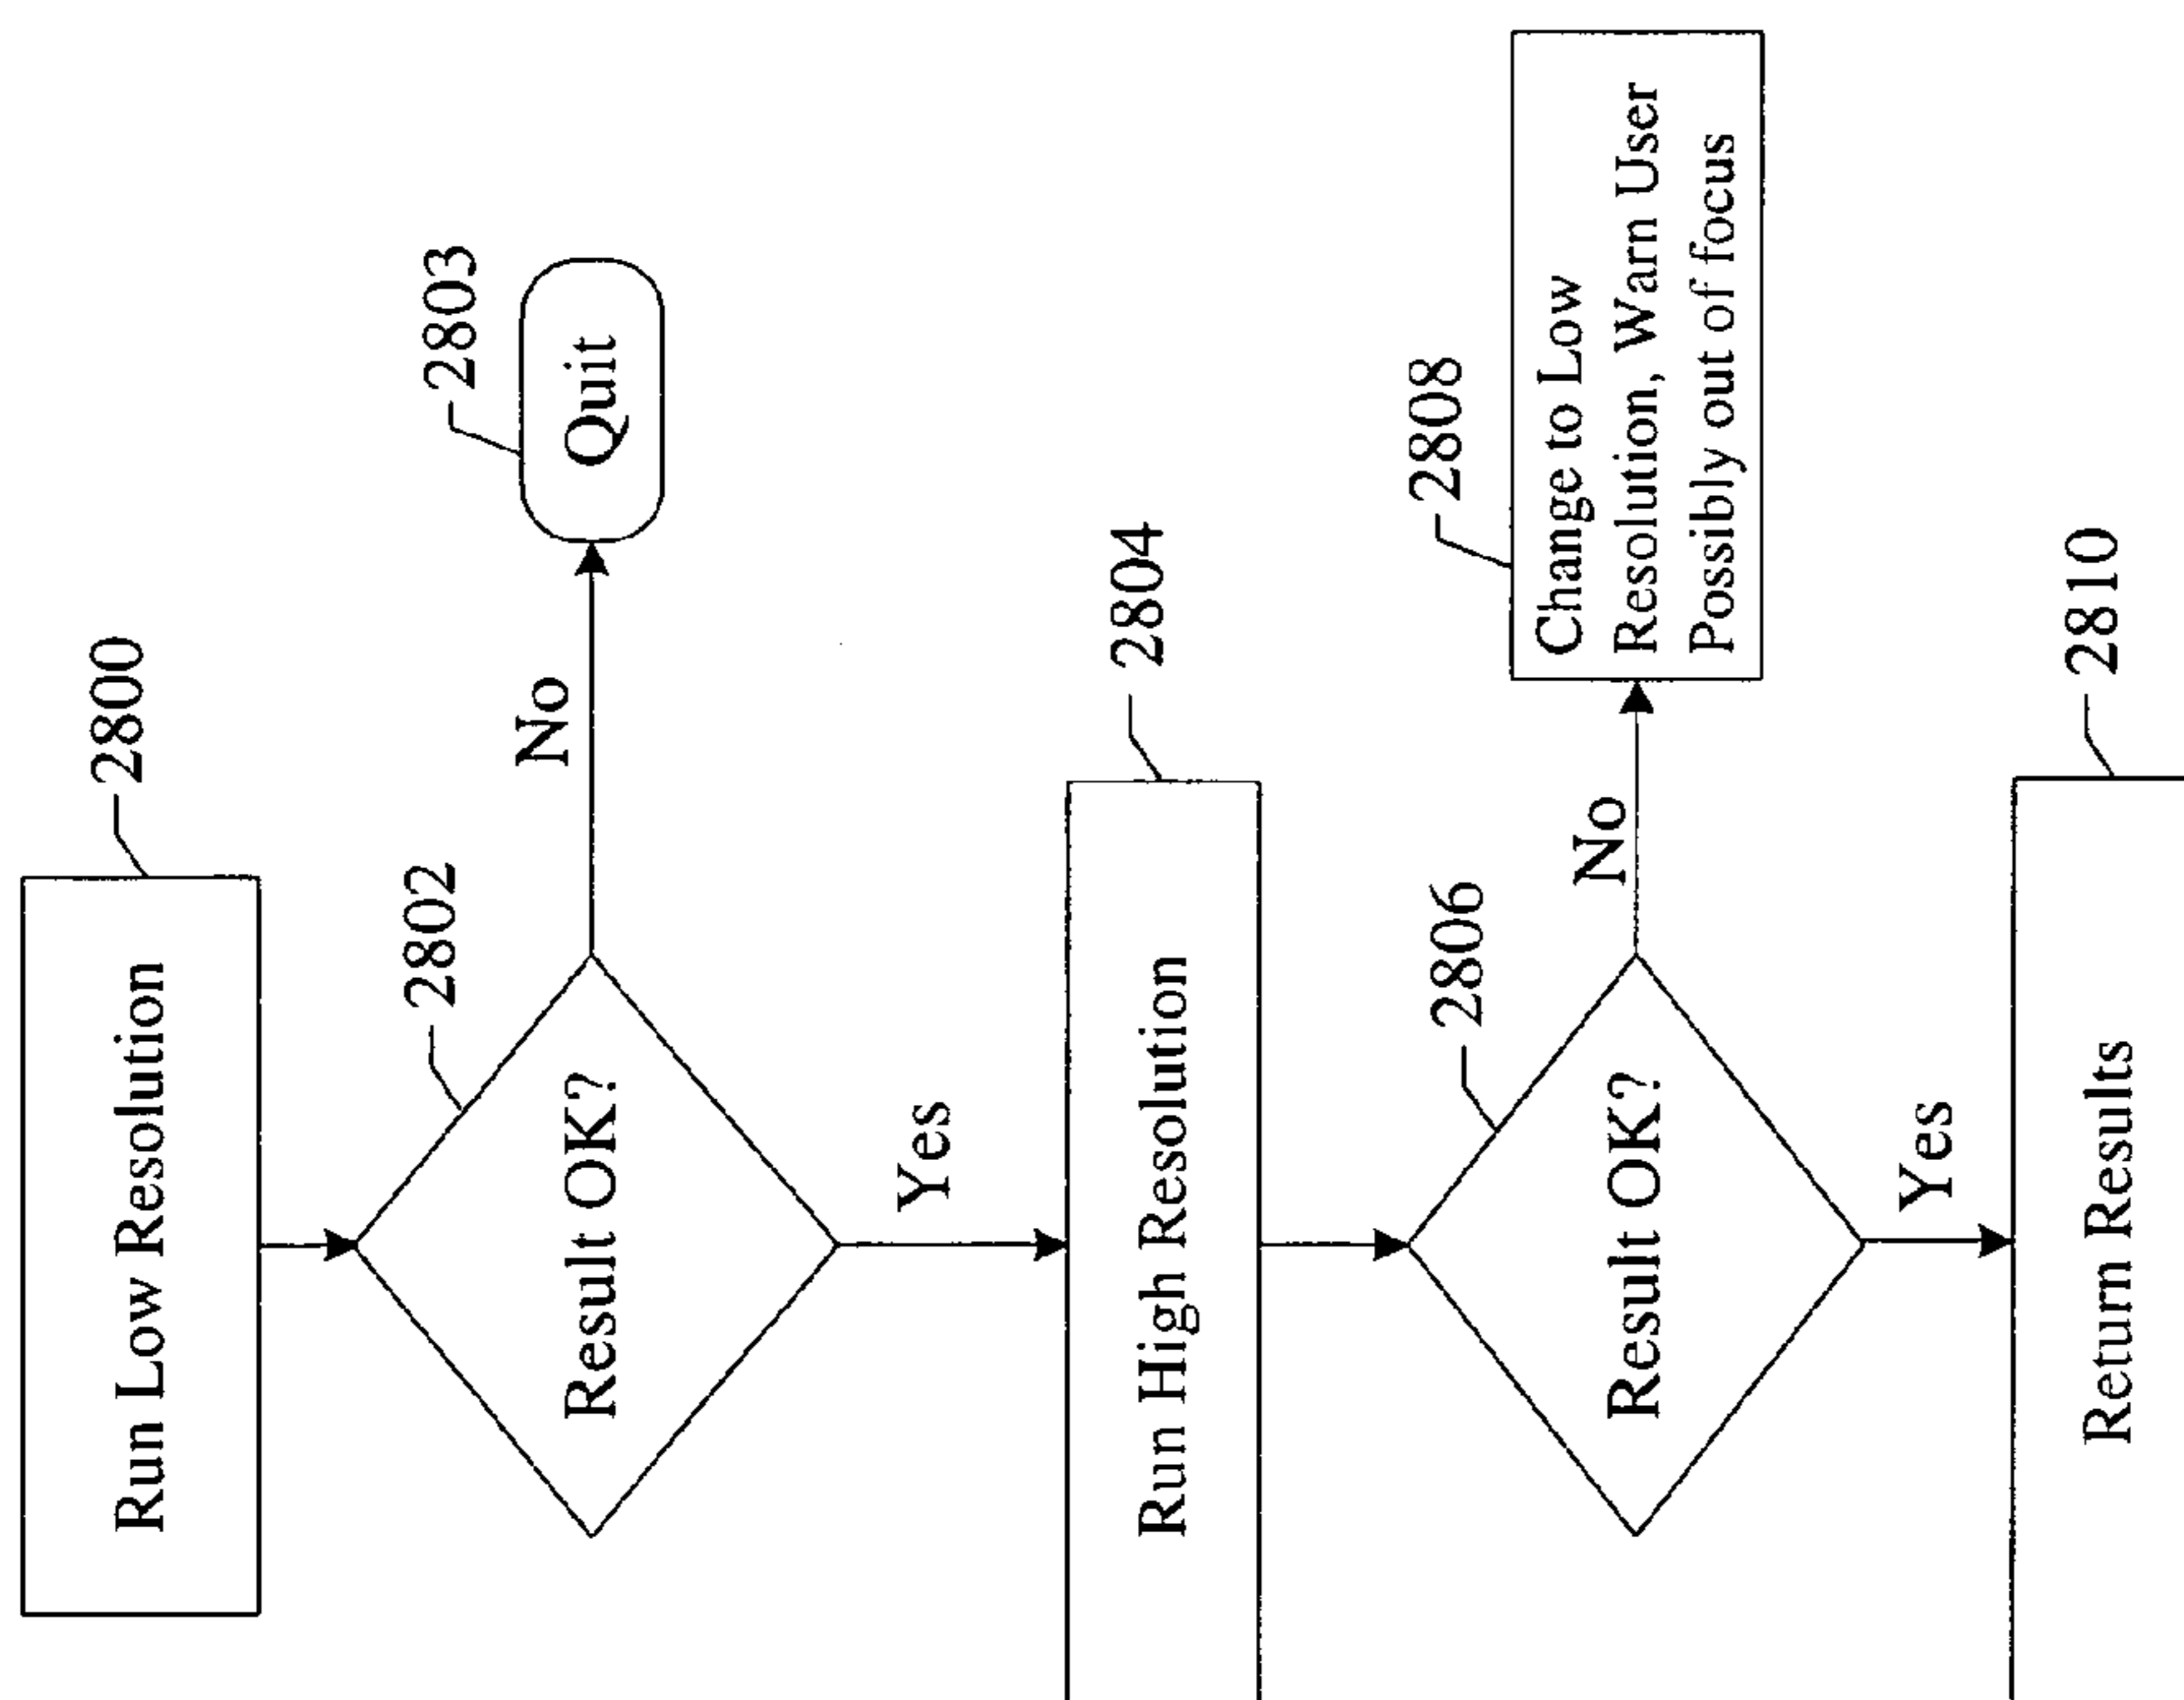 2800
Run Low Resolution
2802
Result OK?
No
2803
Quit
Yes
2804
Run High Resolution
2806
Result OK?
No
2808
Change to Low
Resolution, Warn User
Possibly out of focus
Yes
2810
Return Results